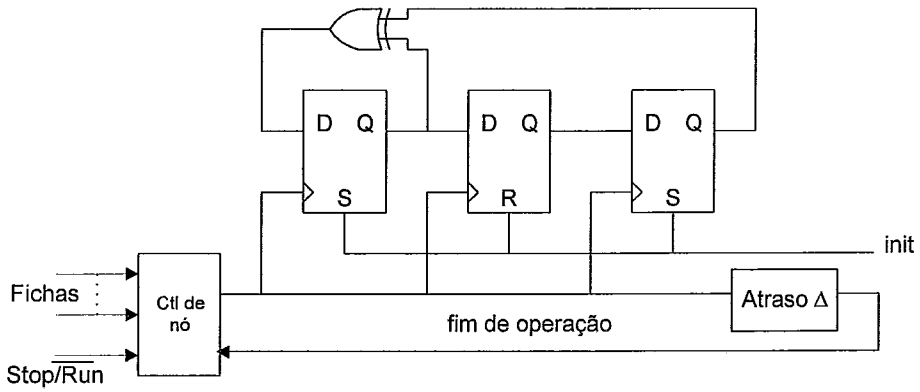 D Q
D Q
D Q
S
R
S
init
Fichas
Ctl de
nó
Atraso Δ
fim de operação
Stop/Run